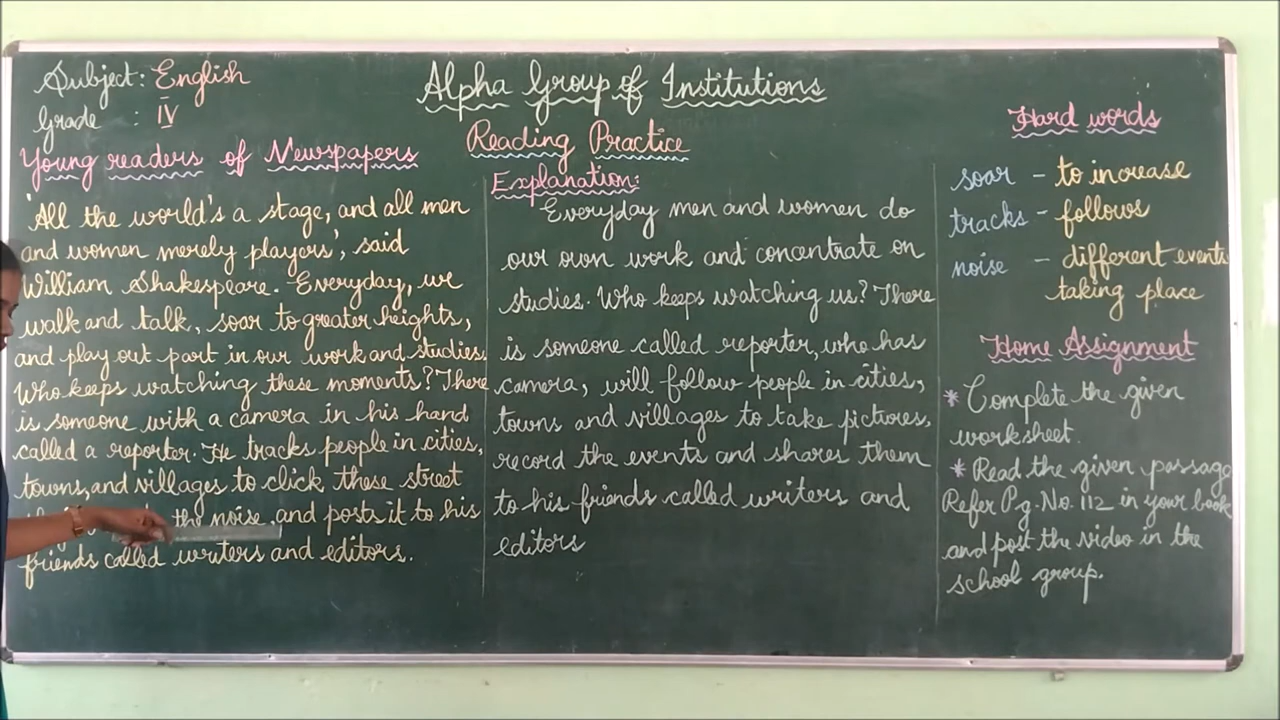 Subject: English
Grade : IV
Alpha Group of Institutions
Reading Practice
Young readers of Newspapers
'All the world's a stage, and all men
and women merely players', said
William Shakespeare. Everyday, we
walk and talk, soar to greater heights,
and play out part in our work and studies.
Who keeps watching these moments? There
is someone with a camera in his hand
called a reporter. He tracks people in cities,
towns, and villages to click these street
the noise, and posts it to his
friends called writers and editors.
Explanation:
Everyday men and women do
our own work and concentrate on
studies. Who keeps watching us? There
is someone called reporter, who has
camera, will follow people in cities,
towns and villages to take pictures,
record the events and shares them
to his friends called writers and
editors
Hard words
soar - to increase
tracks - follows
noise - different events
taking place
Home Assignment
* Complete the given
worksheet.
* Read the given passage
Refer Pg. No. 112 in your book
and post the video in the
school group.